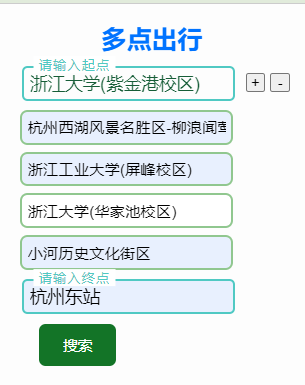 多点出行
请输入起点
浙江大学(紫金港校区)
+ -
杭州西湖风景名胜区-柳浪闻莺
浙江工业大学(屏峰校区)
浙江大学(华家池校区)
小河历史文化街区
请输入终点
杭州东站
搜索